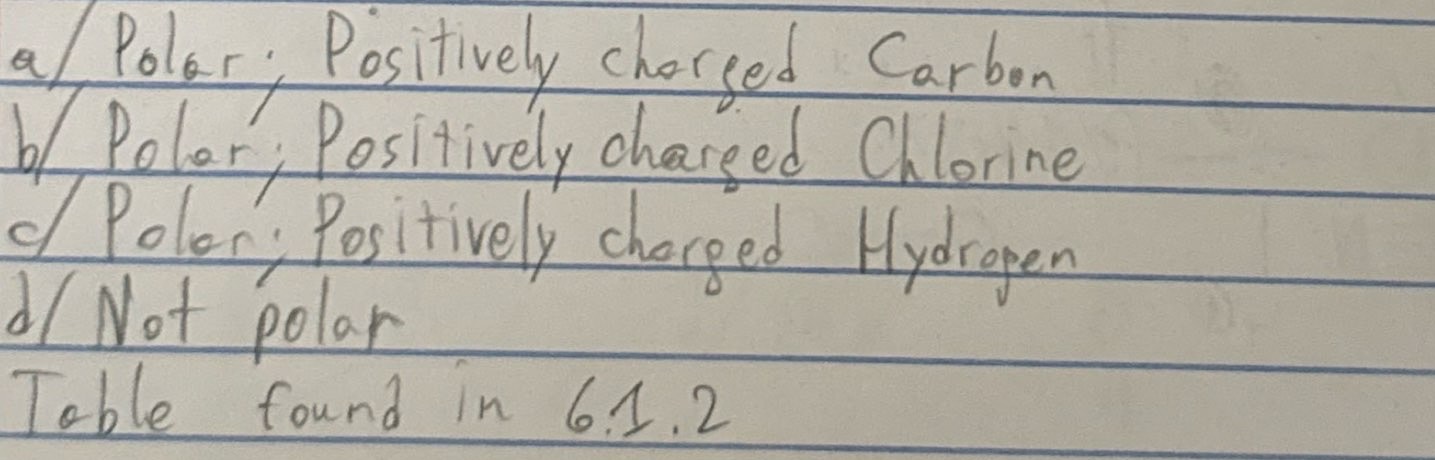 a/ Polar; Positively charged Carbon
b/ Polar; Positively charged Chlorine
c/ Polar; Positively charged Hydrogen
d/ Not polar
Table found in 6.1.2